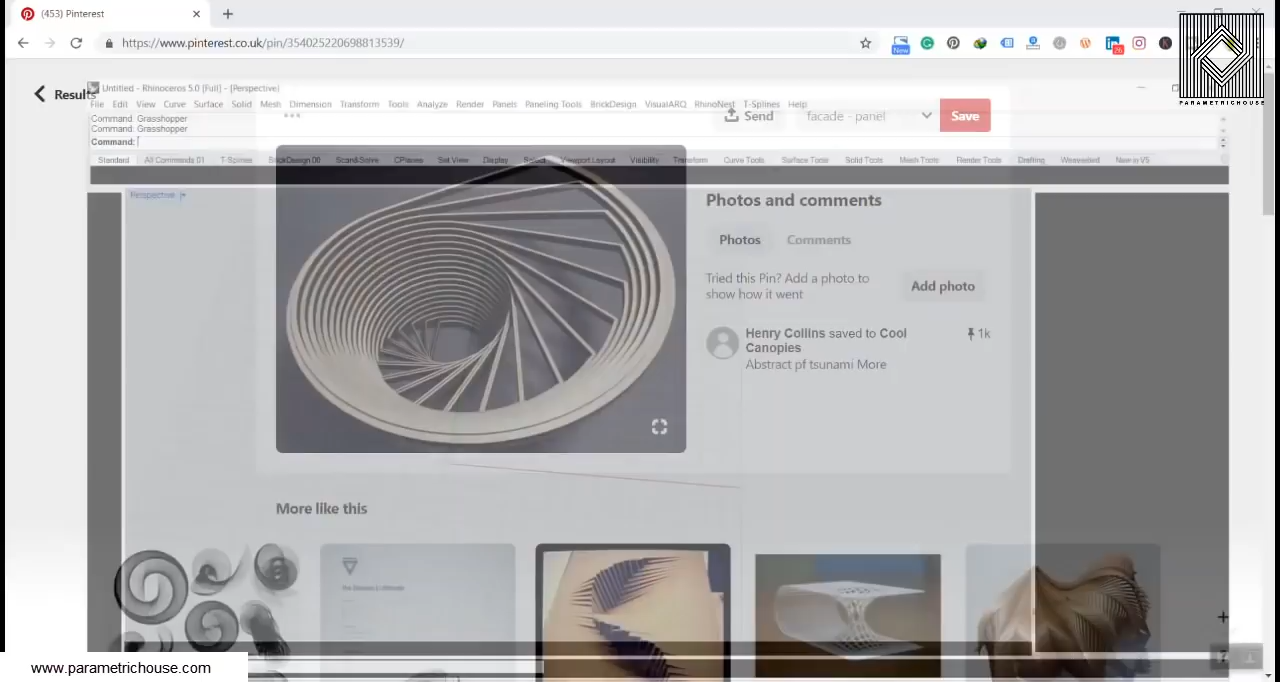 (453) Pinterest
https://www.pinterest.co.uk/pin/354025220698813539/
New
26
PARAMETRICHOUSE
Results
Untitled - Rhinoceros 5.0 [Full] - [Perspective]
File Edit View Curve Surface Solid Mesh Dimension Transform Tools Analyze Render Panels Paneling Tools BrickDesign VisualARQ RhinoNest T-Splines Help
Command: Grasshopper
Command: Grasshopper
Command:
Send
facade - panel
Save
Standard All Commands 01 T-Splines BrickDesign 00 Scan&Solve CPlanes Set View Display Select Viewport Layout Visibility Transform Curve Tools Surface Tools Solid Tools Mesh Tools Render Tools Drafting New in V5
Perspective
Photos and comments
Photos Comments
Tried this Pin? Add a photo to
show how it went
Add photo
Henry Collins saved to Cool
Canopies
1k
Abstract pf tsunami More
More like this
www.parametrichouse.com